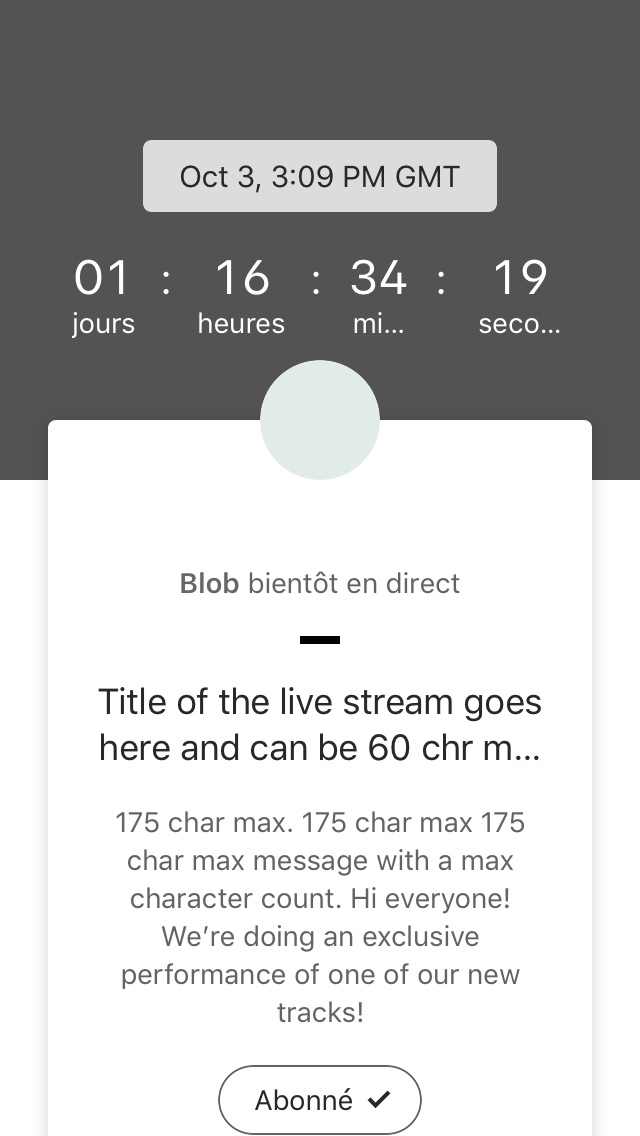 Oct 3, 3:09 PM GMT
01 : 16 : 34 : 19
jours heures mi... seco...
Blob bientôt en direct
Title of the live stream goes
here and can be 60 chr m...
175 char max. 175 char max 175
char max message with a max
character count. Hi everyone!
We’re doing an exclusive
performance of one of our new
tracks!
Abonné